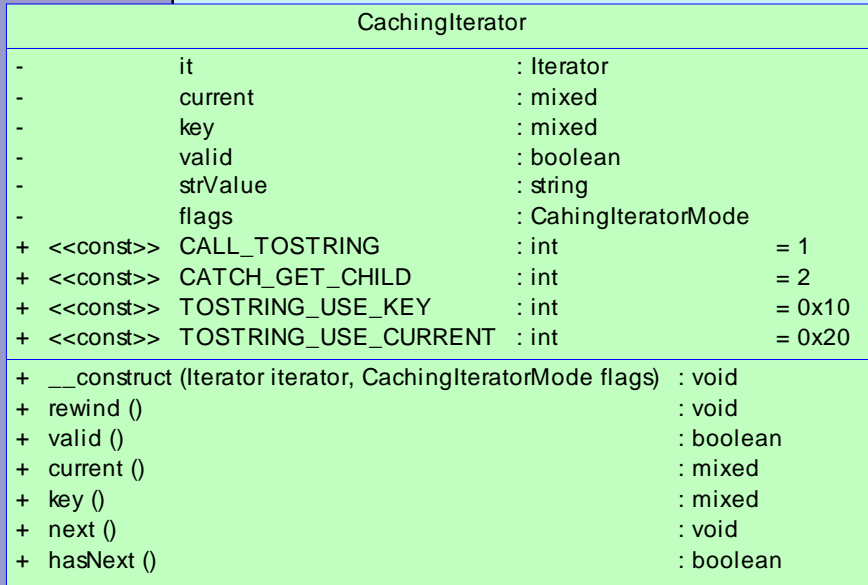 CachingIterator
- it : Iterator
- current : mixed
- key : mixed
- valid : boolean
- strValue : string
- flags : CahingIteratorMode
+ <<const>> CALL_TOSTRING : int = 1
+ <<const>> CATCH_GET_CHILD : int = 2
+ <<const>> TOSTRING_USE_KEY : int = 0x10
+ <<const>> TOSTRING_USE_CURRENT : int = 0x20
+ __construct (Iterator iterator, CachingIteratorMode flags) : void
+ rewind () : void
+ valid () : boolean
+ current () : mixed
+ key () : mixed
+ next () : void
+ hasNext () : boolean